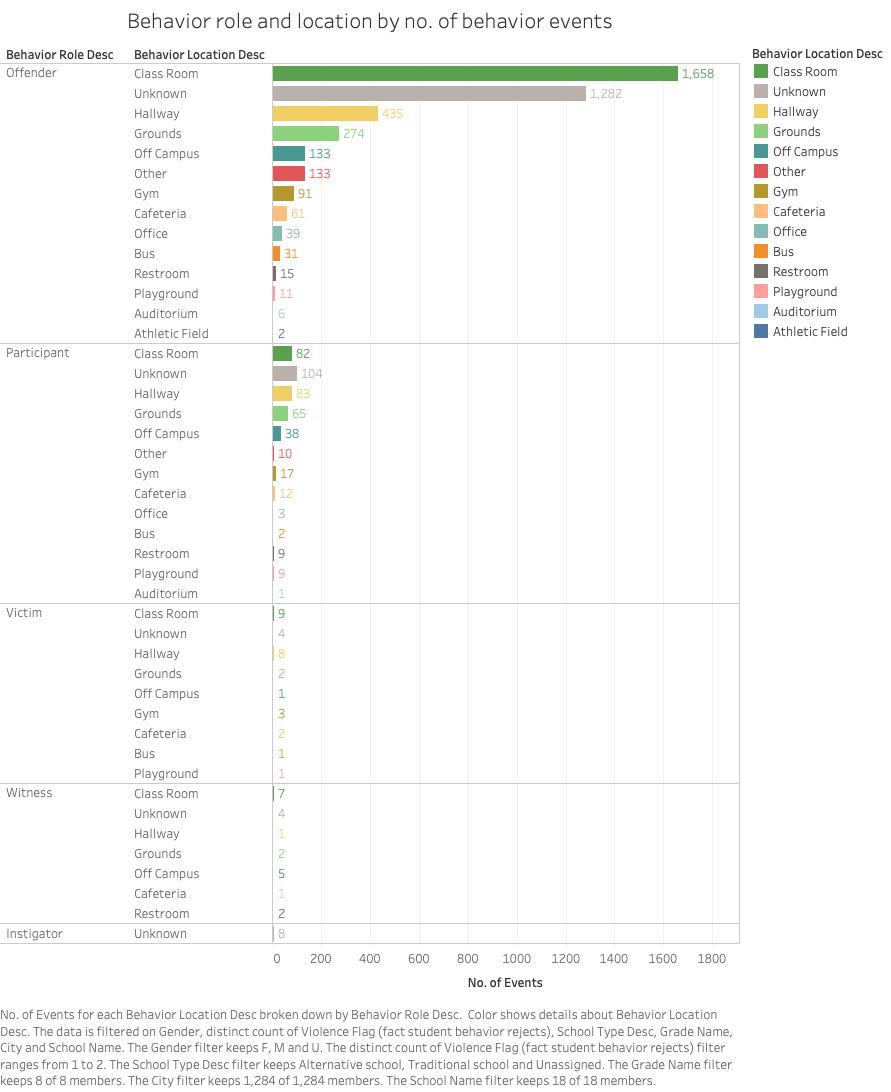 Behavior role and location by no. of behavior events
Behavior Role Desc Behavior Location Desc
Offender Class Room 1,658
Unknown 1,282
Hallway 435
Grounds 274
Off Campus 133
Other 133
Gym 91
Cafeteria 61
Office 39
Bus 31
Restroom 15
Playground 11
Auditorium 6
Athletic Field 2
Participant Class Room 82
Unknown 104
Hallway 83
Grounds 65
Off Campus 38
Other 10
Gym 17
Cafeteria 12
Office 3
Bus 2
Restroom 9
Playground 9
Auditorium 1
Victim Class Room 9
Unknown 4
Hallway 8
Grounds 2
Off Campus 1
Gym 3
Cafeteria 2
Bus 1
Playground 1
Witness Class Room 7
Unknown 4
Hallway 1
Grounds 2
Off Campus 5
Cafeteria 1
Restroom 2
Instigator Unknown 8
0 200 400 600 800 1000 1200 1400 1600 1800
No. of Events
Behavior Location Desc
Class Room
Unknown
Hallway
Grounds
Off Campus
Other
Gym
Cafeteria
Office
Bus
Restroom
Playground
Auditorium
Athletic Field
No. of Events for each Behavior Location Desc broken down by Behavior Role Desc.  Color shows details about Behavior Location
Desc. The data is filtered on Gender, distinct count of Violence Flag (fact student behavior rejects), School Type Desc, Grade Name,
City and School Name. The Gender filter keeps F, M and U. The distinct count of Violence Flag (fact student behavior rejects) filter
ranges from 1 to 2. The School Type Desc filter keeps Alternative school, Traditional school and Unassigned. The Grade Name filter
keeps 8 of 8 members. The City filter keeps 1,284 of 1,284 members. The School Name filter keeps 18 of 18 members.